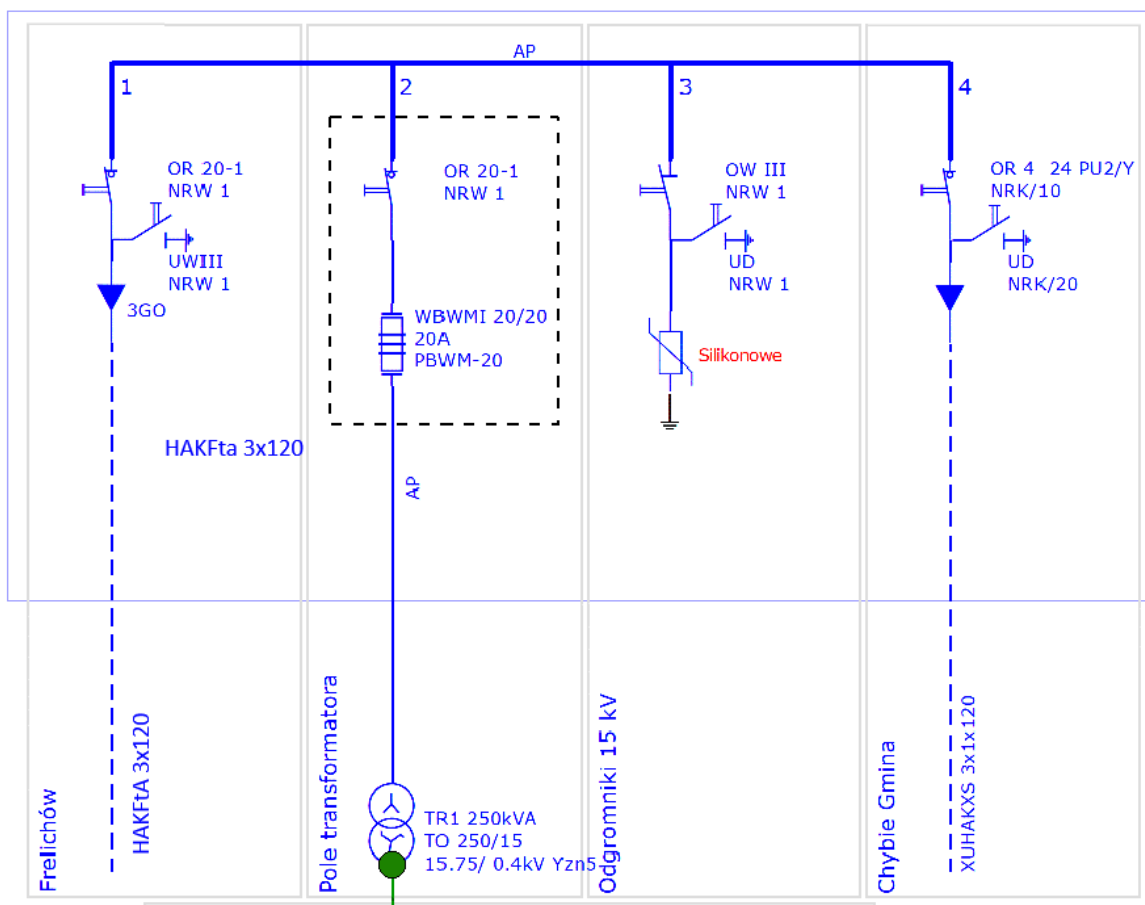 AP
1
2
3
4
OR 20-1
NRW 1
UWIII
NRW 1
3GO
HAKFta 3x120
HAKFtA 3x120
Frelichów
OR 20-1
NRW 1
WBWMI 20/20
20A
PBWM-20
AP
Pole transformatora
TR1 250kVA
TO 250/15
15.75/ 0.4kV Yzn5
OW III
NRW 1
UD
NRW 1
Silikonowe
Odgromniki 15 kV
OR 4 24 PU2/Y
NRK/10
UD
NRK/20
Chybie Gmina
XUHAKXS 3x1x120